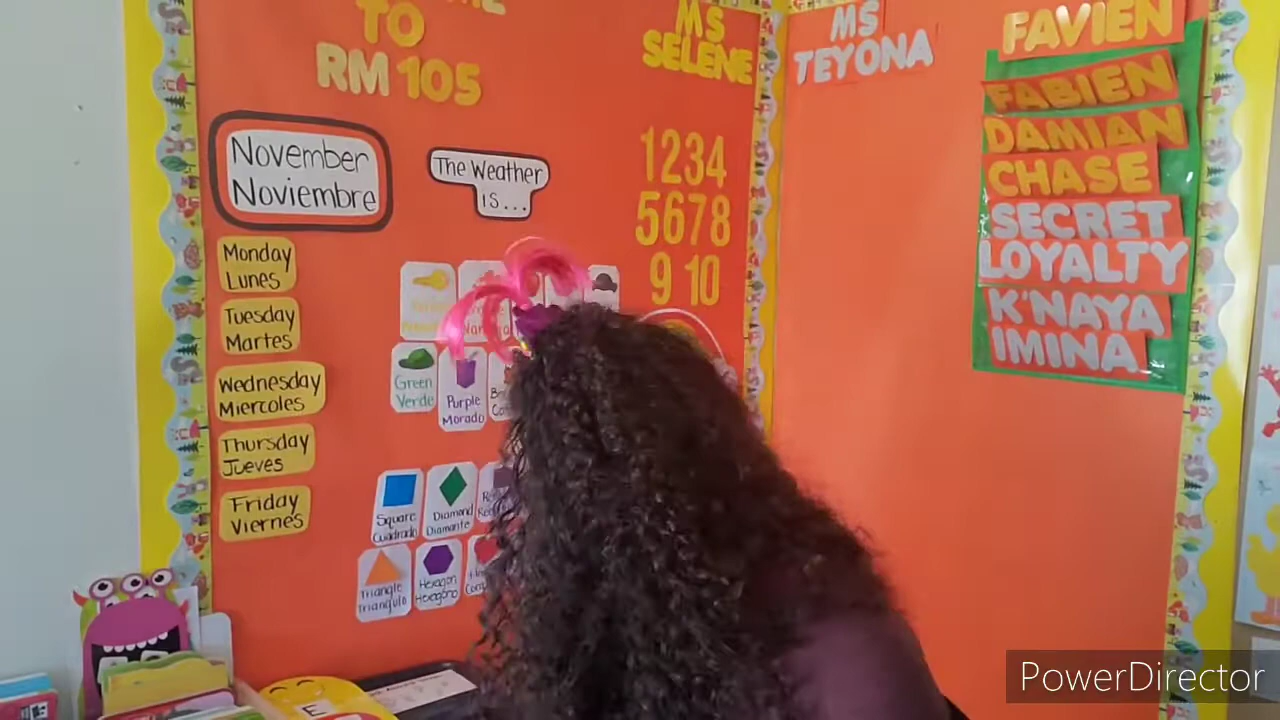 TO
RM 105
MS
SELENE
MS
TEYONA
FAVIEN
FABIEN
DAMIAN
CHASE
SECRET
LOYALTY
K'NAYA
IMINA
November
Noviembre
The Weather
is...
1234
5678
9 10
Monday
Lunes
Tuesday
Martes
Wednesday
Miercoles
Thursday
Jueves
Friday
Viernes
Green
Verde
Purple
Morado
Square
Cuadrado
Diamond
Diamante
Triangle
Triangulo
Hexagon
Hexagono
PowerDirector